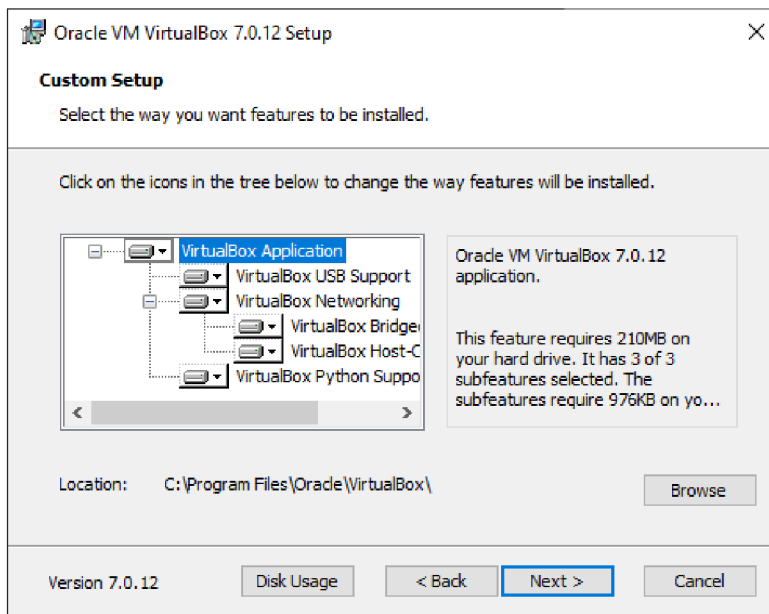 Oracle VM VirtualBox 7.0.12 Setup
Custom Setup
Select the way you want features to be installed.
Click on the icons in the tree below to change the way features will be installed.
VirtualBox Application
VirtualBox USB Support
VirtualBox Networking
VirtualBox Bridge
VirtualBox Host-C
VirtualBox Python Suppo
Oracle VM VirtualBox 7.0.12
application.
This feature requires 210MB on
your hard drive. It has 3 of 3
subfeatures selected. The
subfeatures require 976KB on yo...
Location: C:\Program Files\Oracle\VirtualBox\
Browse
Version 7.0.12 Disk Usage < Back Next > Cancel